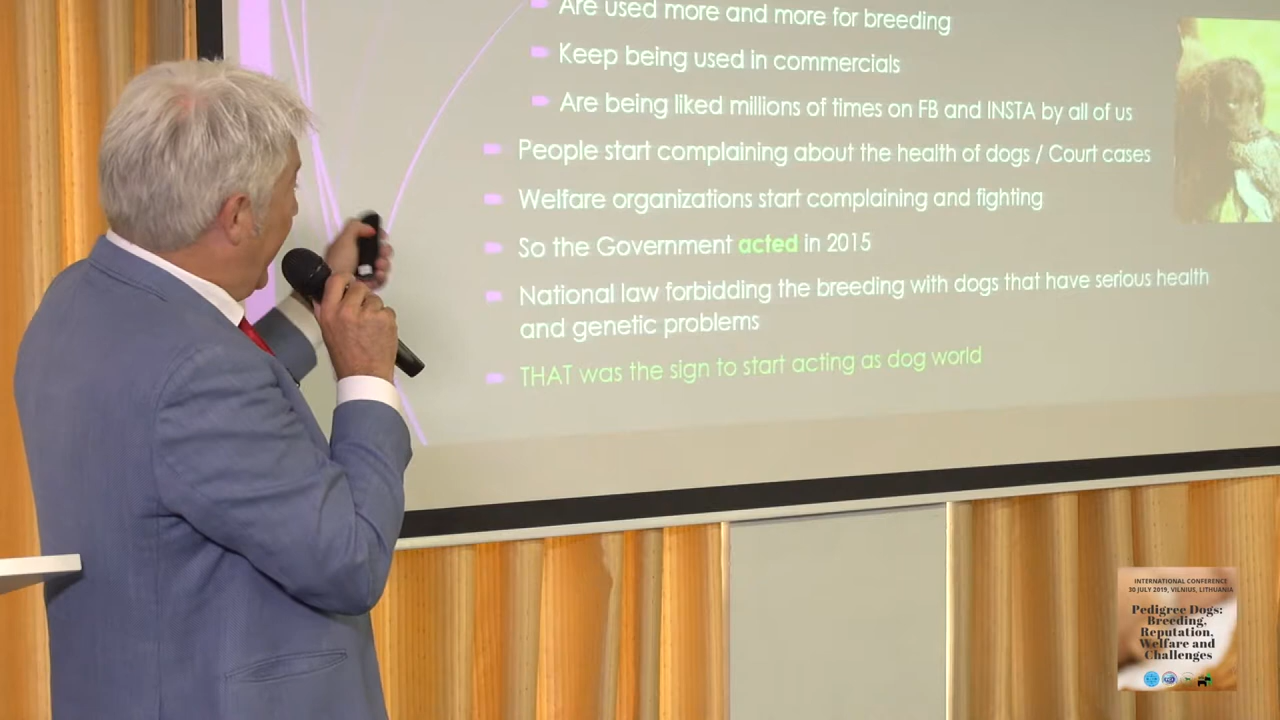 Are used more and more for breeding
Keep being used in commercials
Are being liked millions of times on FB and INSTA by all of us
People start complaining about the health of dogs / Court cases
Welfare organizations start complaining and fighting
So the Government acted in 2015
National law forbidding the breeding with dogs that have serious health
and genetic problems
THAT was the sign to start acting as dog world
INTERNATIONAL CONFERENCE
30 JULY 2019, VILNIUS, LITHUANIA
Pedigree Dogs:
Breeding,
Reputation,
Welfare and
Challenges